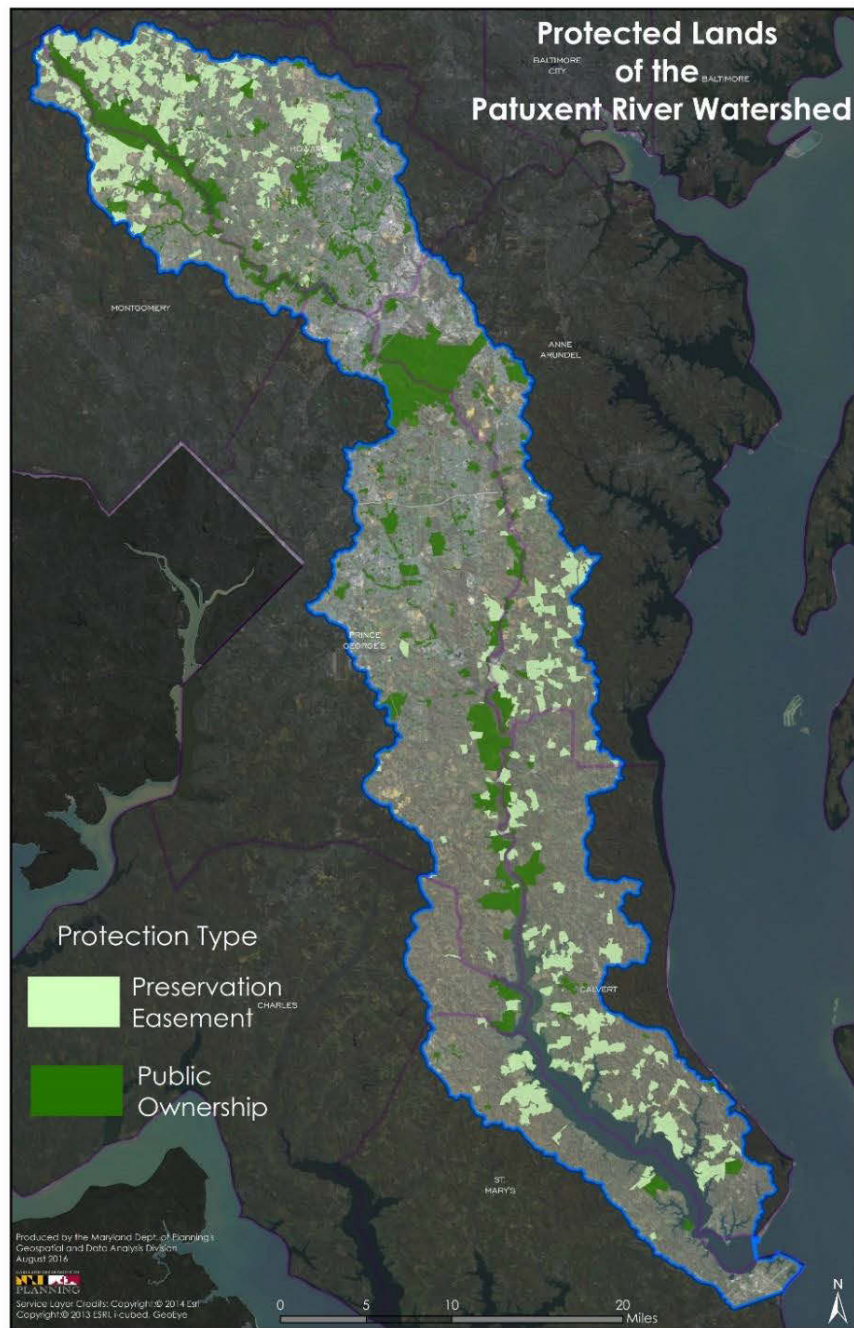 Protected Lands
of the
Patuxent River Watershed
BALTIMORE
CITY
BALTIMORE
HOWARD
MONTGOMERY
ANNE
ARUNDEL
PRINCE
GEORGE'S
Protection Type
Preservation
Easement
CHARLES
CALVERT
Public
Ownership
ST.
MARY'S
Produced by the Maryland Dept. of Planning's
Geospatial and Data Analysis Division
August 2016
PLANNING
Service Layer Credits: Copyright:© 2014 Esri
Copyright:© 2013 ESRI, i-cubed, GeoEye
0 5 10 20
Miles
N